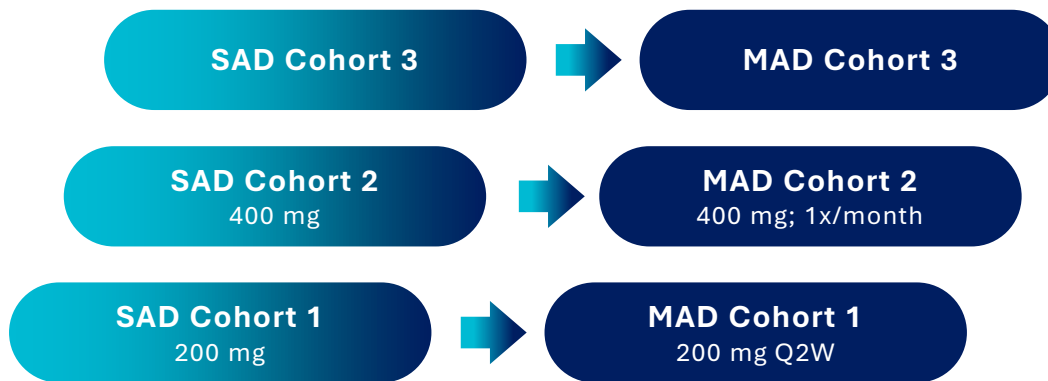 SAD Cohort 3
MAD Cohort 3
SAD Cohort 2
400 mg
MAD Cohort 2
400 mg; 1x/month
SAD Cohort 1
200 mg
MAD Cohort 1
200 mg Q2W